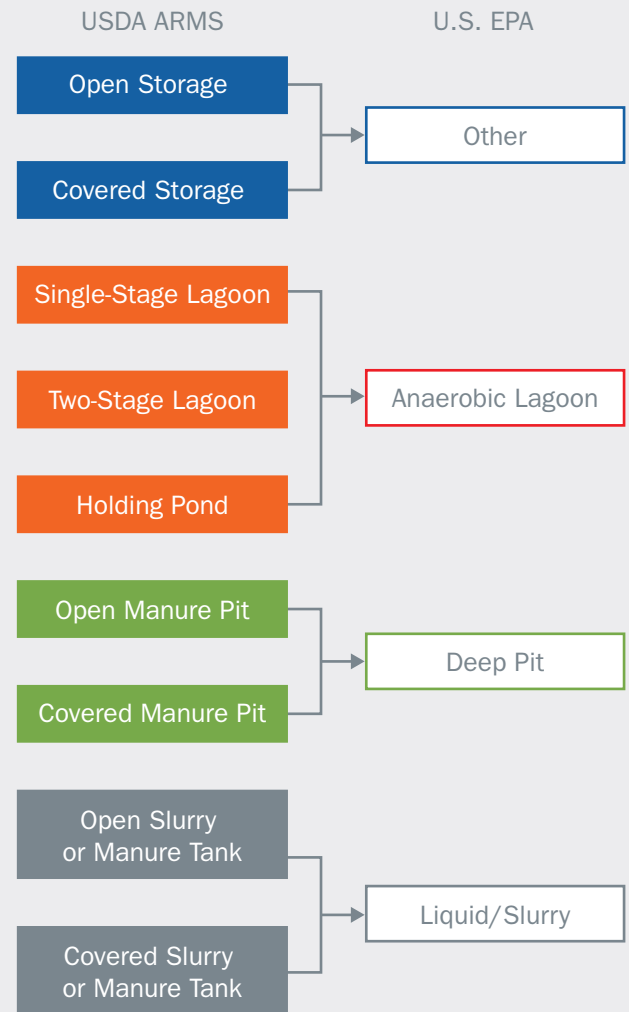 USDA ARMS
U.S. EPA
Open Storage
Covered Storage
Other
Single-Stage Lagoon
Two-Stage Lagoon
Holding Pond
Anaerobic Lagoon
Open Manure Pit
Covered Manure Pit
Deep Pit
Open Slurry
or Manure Tank
Covered Slurry
or Manure Tank
Liquid/Slurry